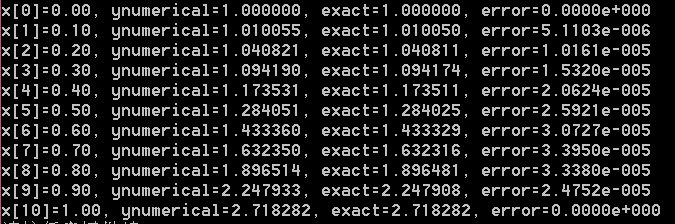 x[0]=0.00, ynumerical=1.000000, exact=1.000000, error=0.0000e+000
x[1]=0.10, ynumerical=1.010055, exact=1.010050, error=5.1103e-006
x[2]=0.20, ynumerical=1.040821, exact=1.040811, error=1.0161e-005
x[3]=0.30, ynumerical=1.094190, exact=1.094174, error=1.5320e-005
x[4]=0.40, ynumerical=1.173531, exact=1.173511, error=2.0624e-005
x[5]=0.50, ynumerical=1.284051, exact=1.284025, error=2.5921e-005
x[6]=0.60, ynumerical=1.433360, exact=1.433329, error=3.0727e-005
x[7]=0.70, ynumerical=1.632350, exact=1.632316, error=3.3950e-005
x[8]=0.80, ynumerical=1.896514, exact=1.896481, error=3.3380e-005
x[9]=0.90, ynumerical=2.247933, exact=2.247908, error=2.4752e-005
x[10]=1.00, ynumerical=2.718282, exact=2.718282, error=0.0000e+000